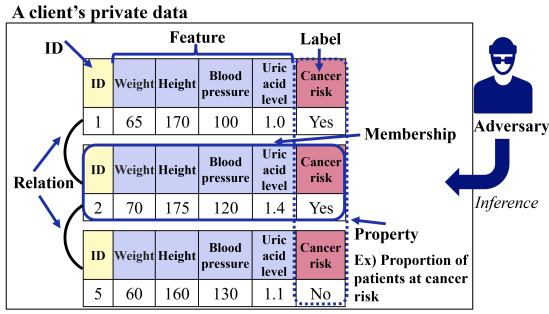 A client's private data
ID
Feature
Label
ID Weight Height Blood pressure Uric acid level Cancer risk
1 65 170 100 1.0 Yes
Adversary
Membership
Relation
ID Weight Height Blood pressure Uric acid level Cancer risk
2 70 175 120 1.4 Yes
Inference
Property
Ex) Proportion of
patients at cancer
risk
ID Weight Height Blood pressure Uric acid level Cancer risk
5 60 160 130 1.1 No